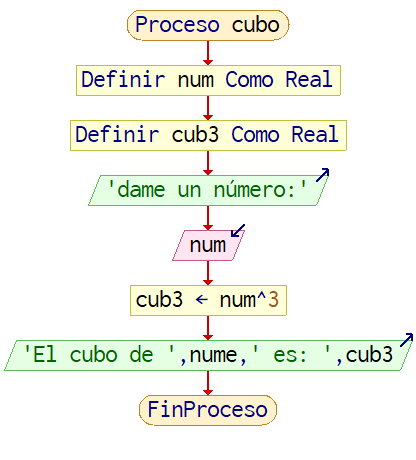 Proceso cubo
Definir num Como Real
Definir cub3 Como Real
'dame un número:'
num
cub3 ← num^3
'El cubo de ',nume,' es: ',cub3
FinProceso